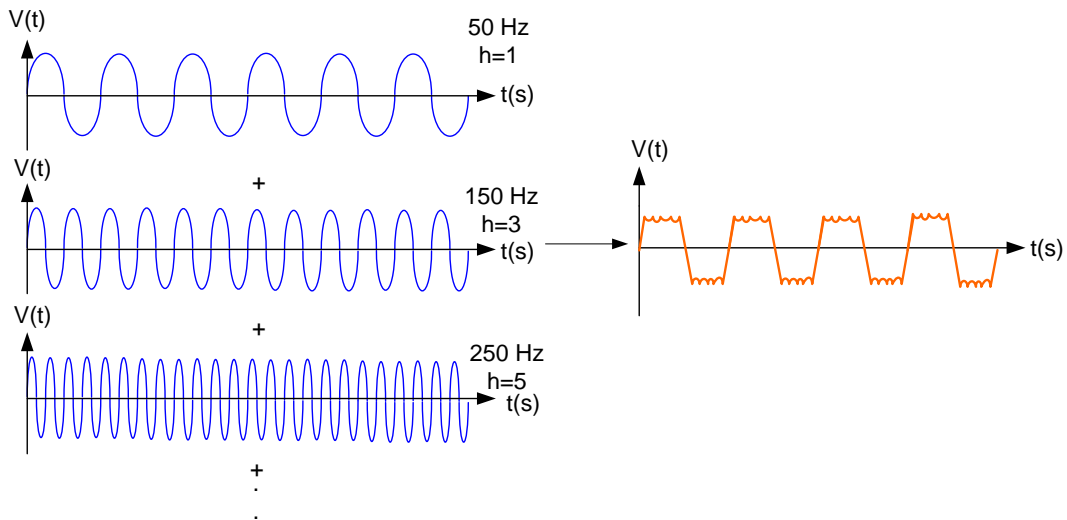 V(t)
50 Hz
h=1
t(s)
V(t)
+
150 Hz
h=3
t(s)
V(t)
+
250 Hz
h=5
t(s)
+
.
.
V(t)
t(s)